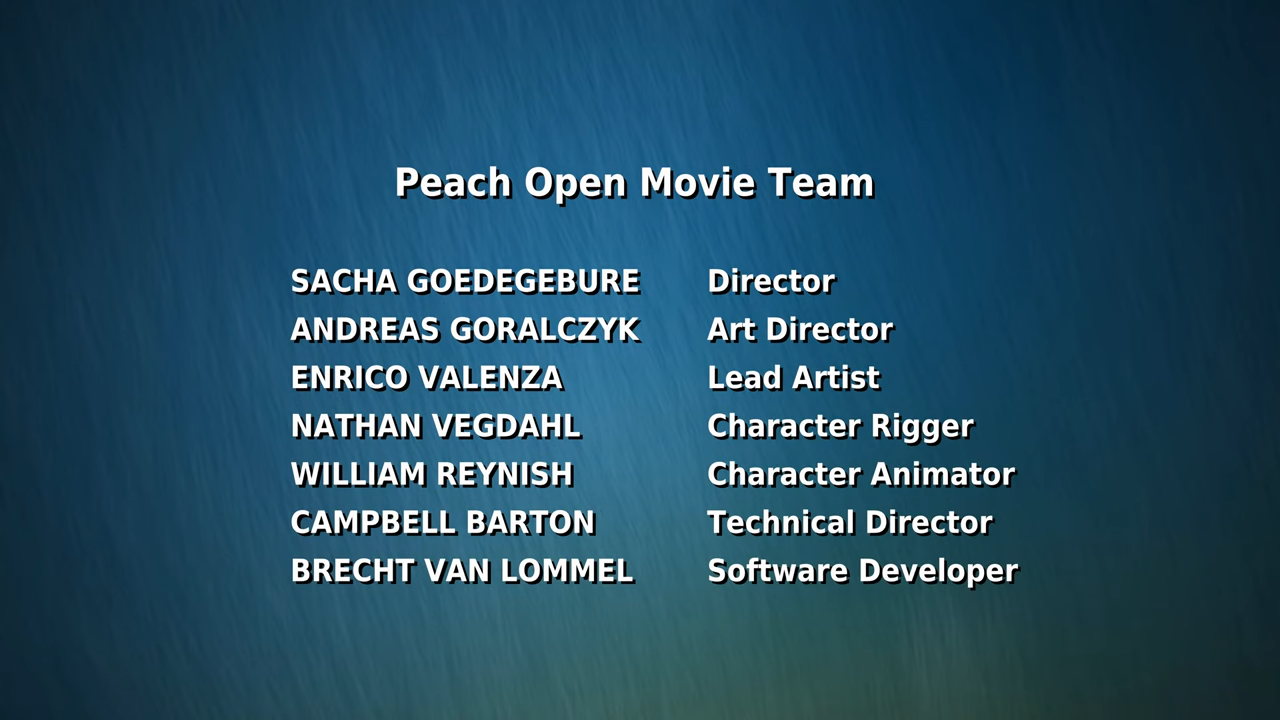 Peach Open Movie Team
SACHA GOEDEGEBURE Director
ANDREAS GORALCZYK Art Director
ENRICO VALENZA Lead Artist
NATHAN VEGDAHL Character Rigger
WILLIAM REYNISH Character Animator
CAMPBELL BARTON Technical Director
BRECHT VAN LOMMEL Software Developer